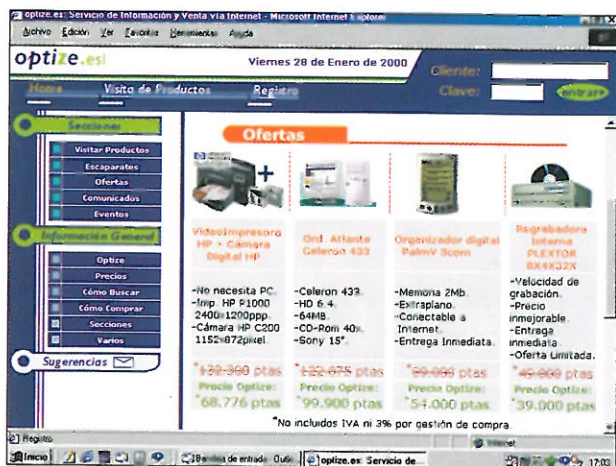 optize.es: Servicio de Información y Venta vía Internet - Microsoft Internet Explorer
Archivo Edición Ver Favoritos Herramientas Ayuda
optize.es
Viernes 28 de Enero de 2000
Cliente:
Clave:
entrar
Home Visita de Productos Registro
Secciones
Visitar Productos
Escaparates
Ofertas
Comunicados
Eventos
Información General
Optize
Precios
Cómo Buscar
Cómo Comprar
Secciones
Varios
Sugerencias
Ofertas
VideoImpresora
HP + Cámara
Digital HP
-No necesita PC.
-Imp. HP P1000
2400x1200ppp.
-Cámara HP C200
1152x872pixel.
*132.300 ptas
Precio Optize:
*68.776 ptas
Ord. Atlante
Celeron 433
-Celeron 433.
-HD 6.4.
-64MB.
-CD-Rom 40x.
-Sony 15".
*122.675 ptas
Precio Optize:
*99.900 ptas
Organizador digital
PalmV 3com
-Memoria 2Mb.
-Extraplano.
-Conectable a
Internet.
-Entrega Inmediata.
ptas
Precio Optize:
*54.000 ptas
Regrabadora
Interna
PLEXTOR
8X4X32X
-Velocidad de
grabación.
-Precio
inmejorable.
-Entrega
inmediata.
-Oferta Limitada.
ptas
Precio Optize:
*39.000 ptas
*No incluidos IVA ni 3% por gestión de compra.
Registro
Internet
Inicio
Bandeja de entrada - Outlo
optize.es: Servicio de...
17:03